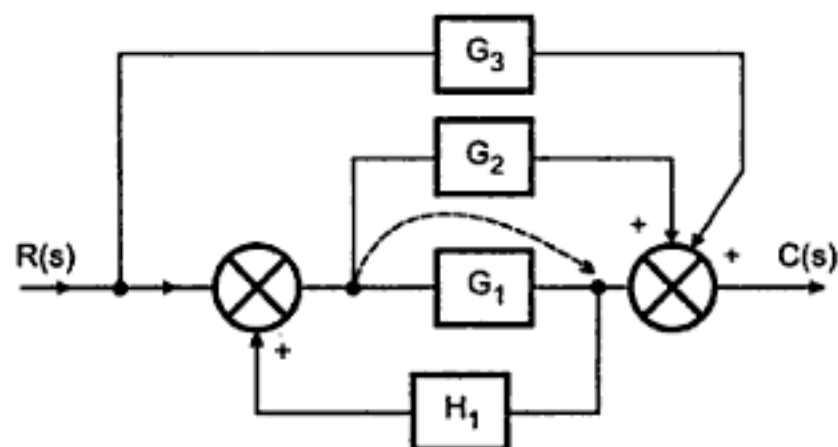 G3
G2
+
R(s)
+
C(s)
G1
+
H1